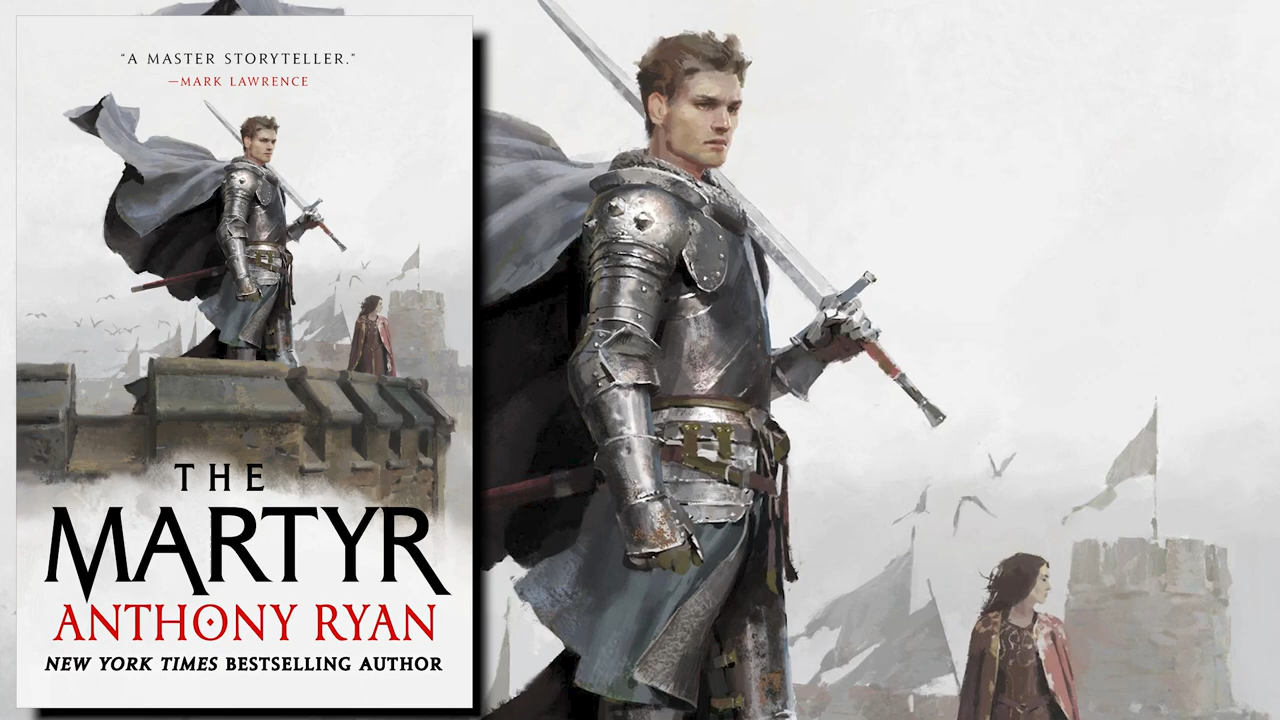 “A MASTER STORYTELLER.”
—MARK LAWRENCE
THE
MARTYR
ANTHONY RYAN
NEW YORK TIMES BESTSELLING AUTHOR